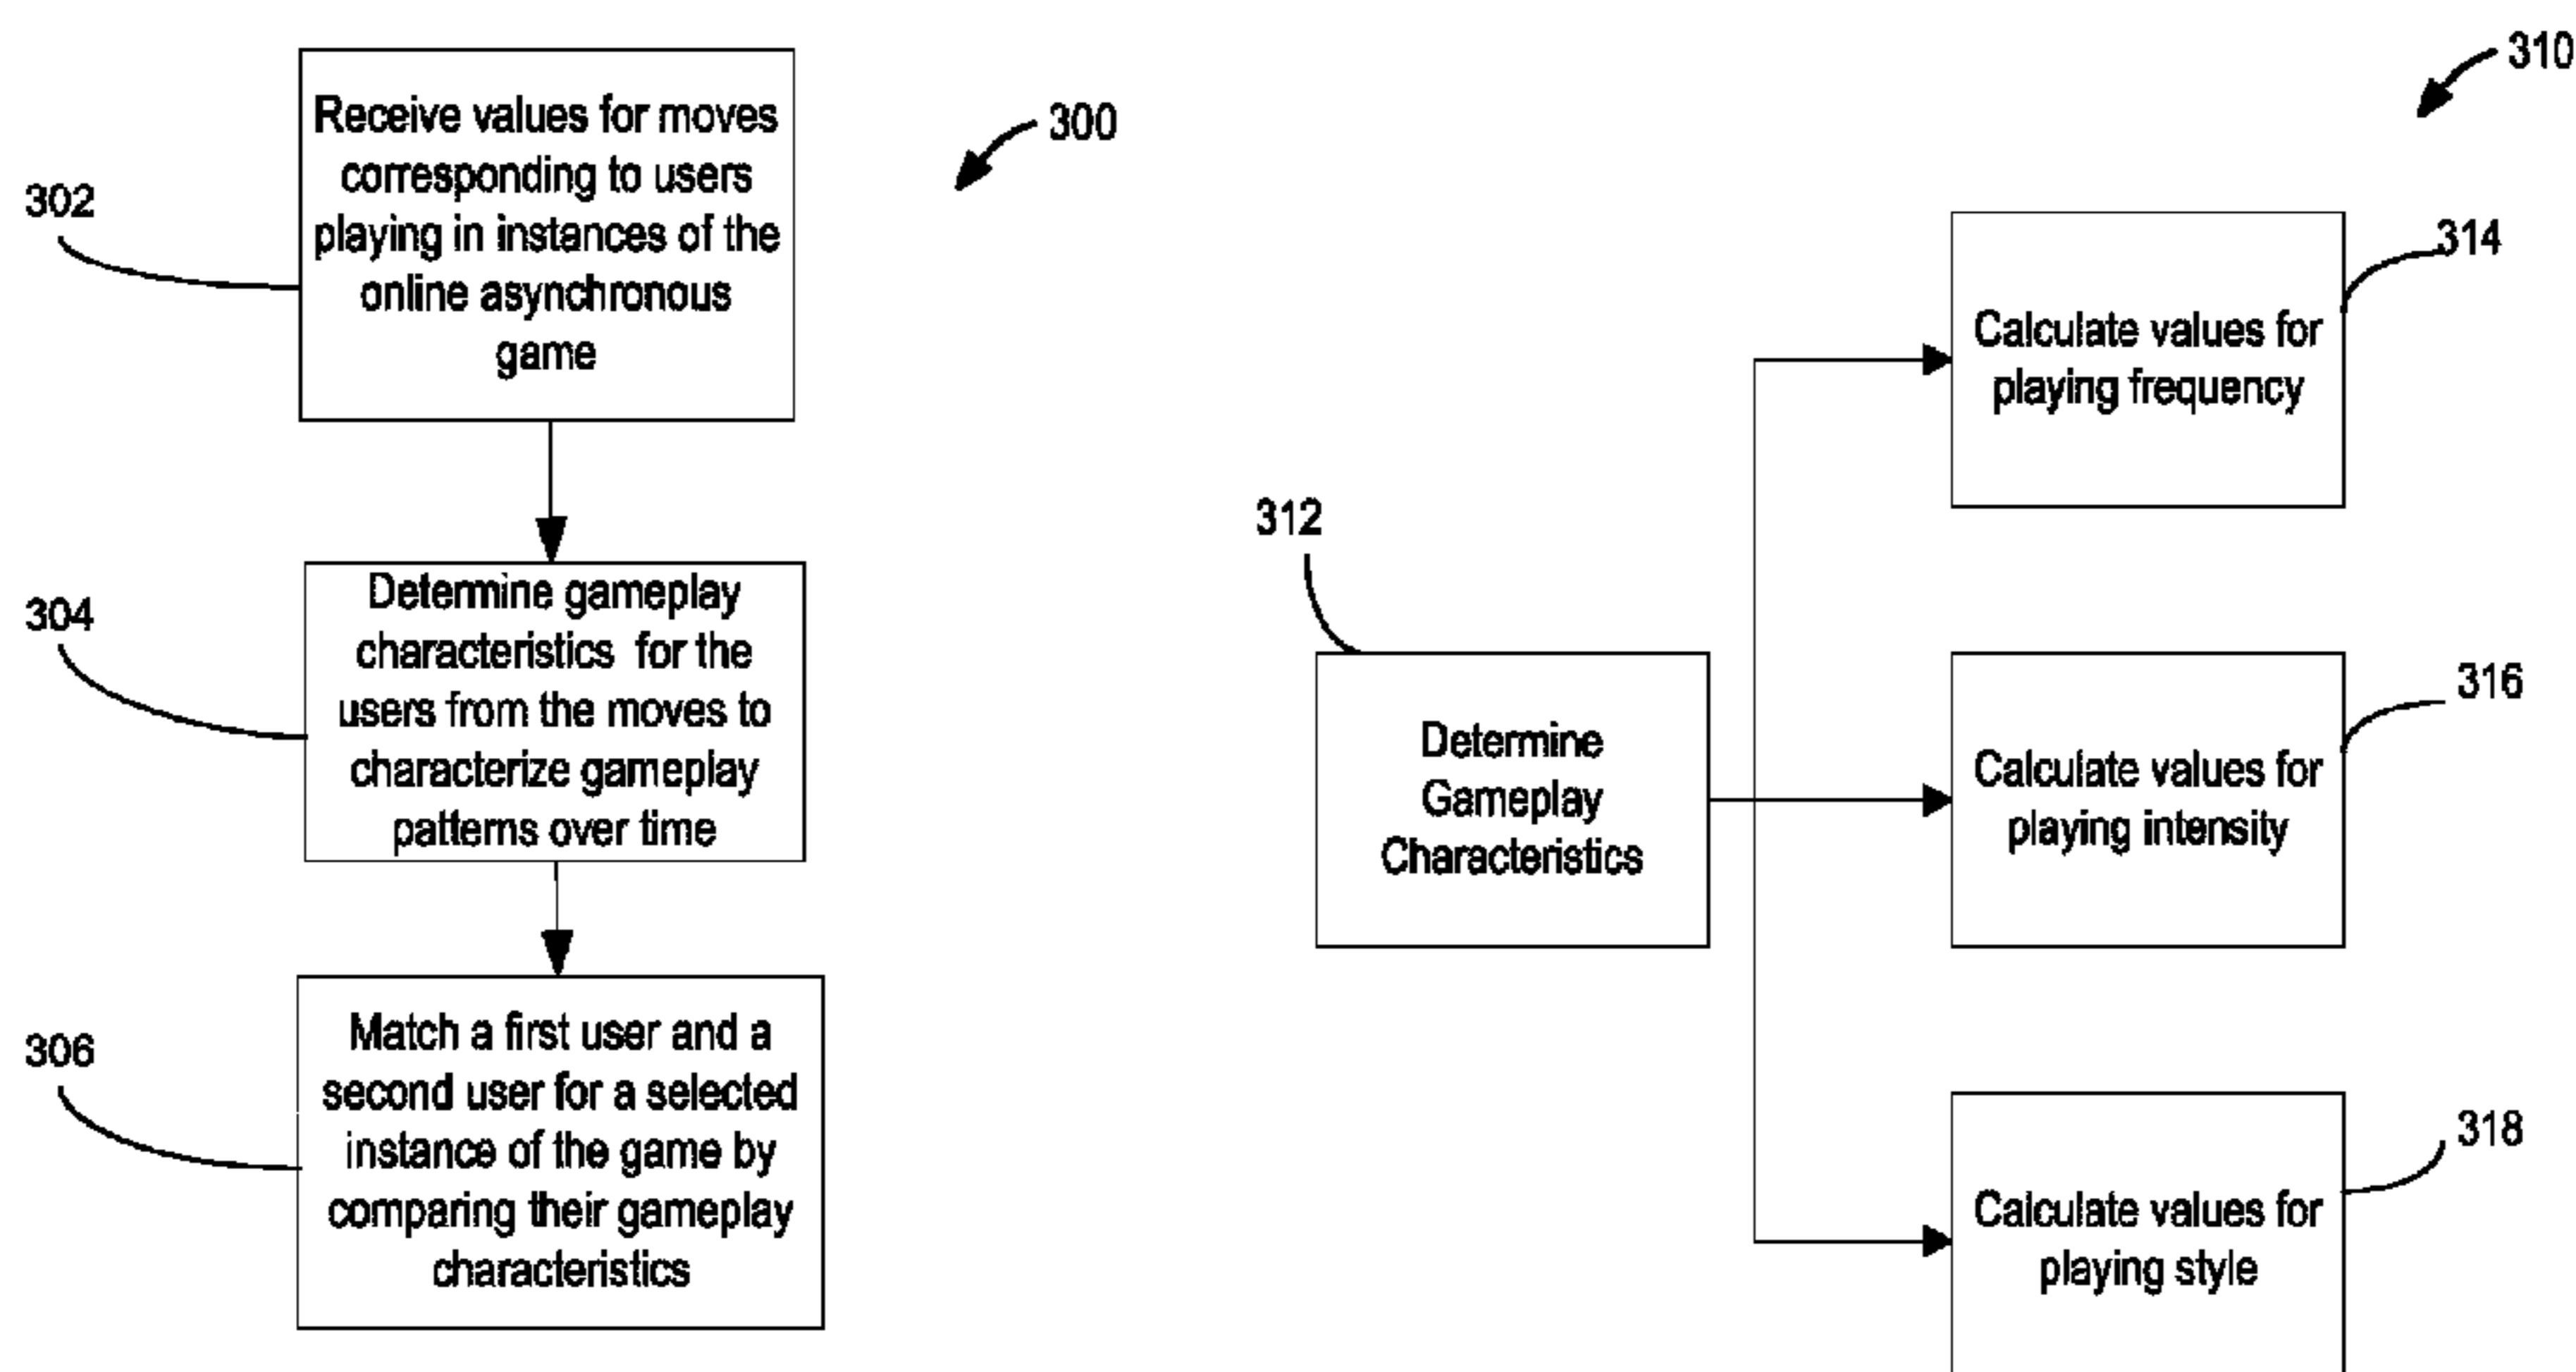 302
Receive values for moves
corresponding to users
playing in instances of the
online asynchronous
game
300
304
Determine gameplay
characteristics for the
users from the moves to
characterize gameplay
patterns over time
306
Match a first user and a
second user for a selected
instance of the game by
comparing their gameplay
characteristics
310
312
Determine
Gameplay
Characteristics
314
Calculate values for
playing frequency
316
Calculate values for
playing intensity
318
Calculate values for
playing style